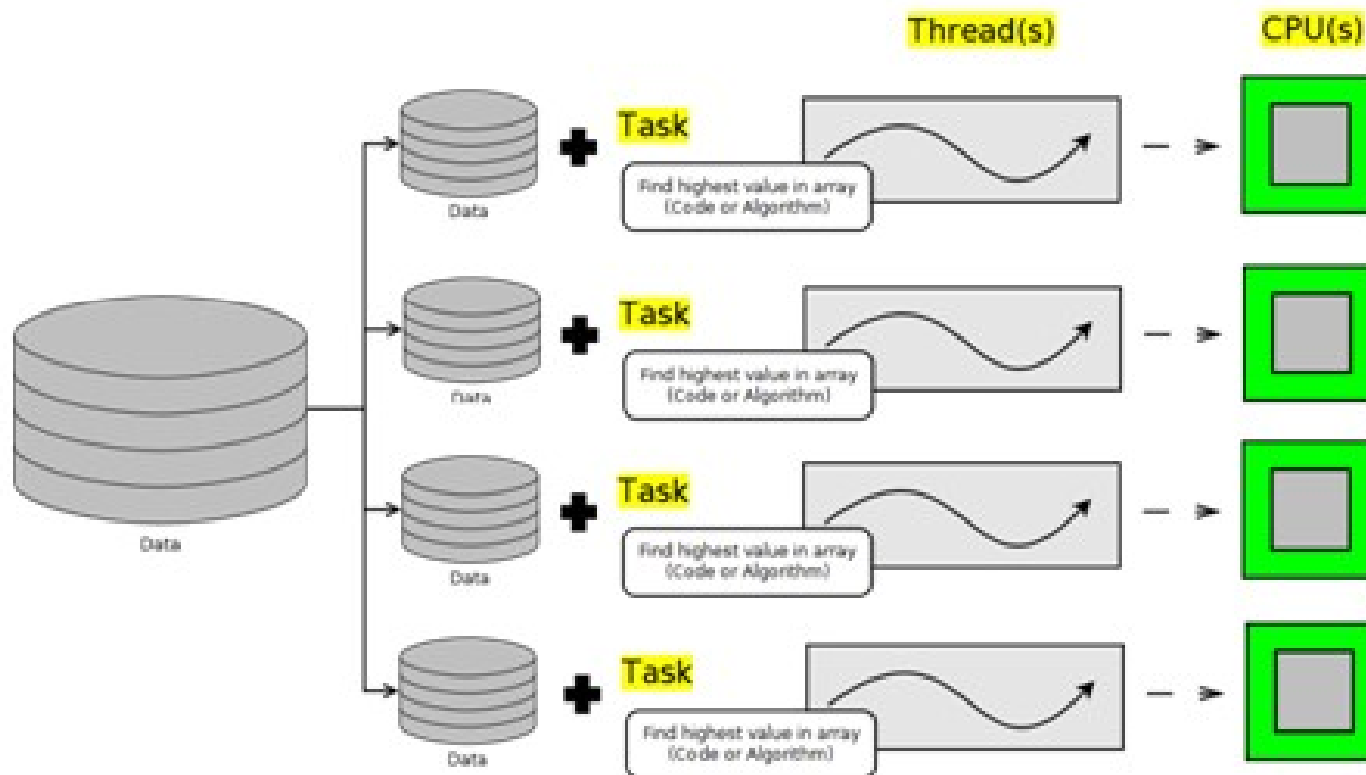 Thread(s)
CPU(s)
Task
Find highest value in array
(Code or Algorithm)
Data
Task
Find highest value in array
(Code or Algorithm)
Data
Data
Task
Find highest value in array
(Code or Algorithm)
Data
Task
Find highest value in array
(Code or Algorithm)
Data